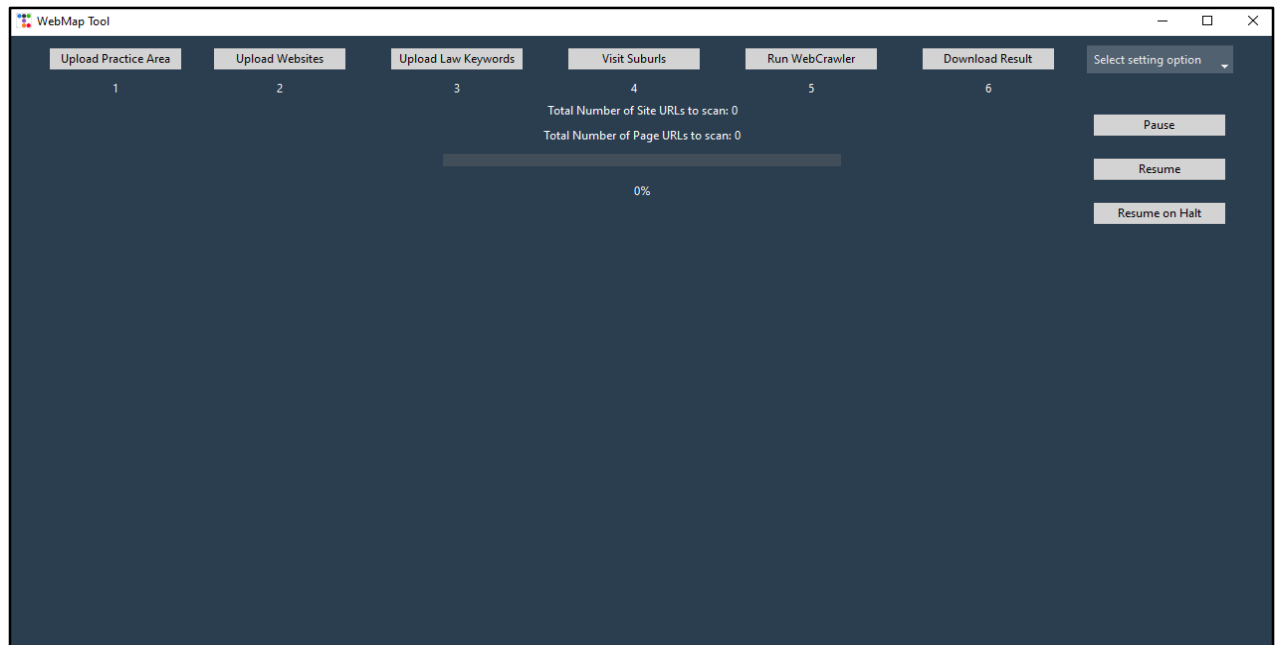 WebMap Tool
Upload Practice Area Upload Websites Upload Law Keywords Visit Suburls Run WebCrawler Download Result Select setting option
1 2 3 4 5 6
Total Number of Site URLs to scan: 0
Pause
Total Number of Page URLs to scan: 0
Resume
0%
Resume on Halt